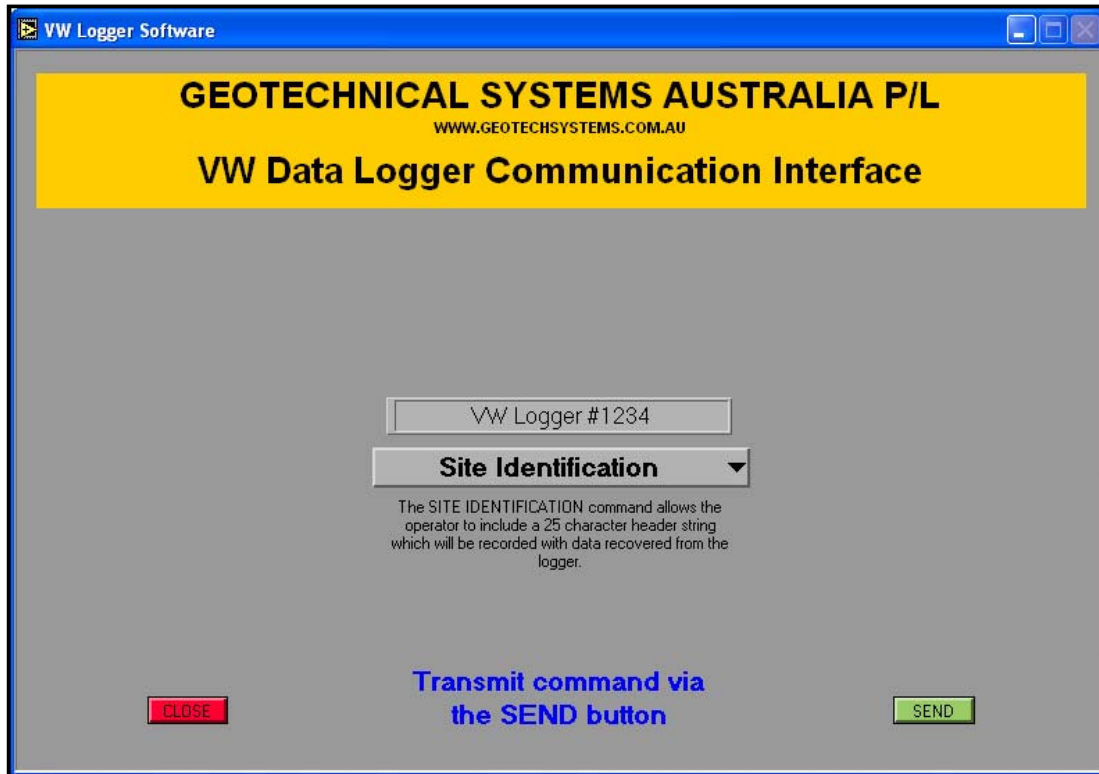 VW Logger Software
GEOTECHNICAL SYSTEMS AUSTRALIA P/L
WWW.GEOTECHSYSTEMS.COM.AU
VW Data Logger Communication Interface
VW Logger #1234
Site Identification
The SITE IDENTIFICATION command allows the
operator to include a 25 character header string
which will be recorded with data recovered from the
logger.
Transmit command via
the SEND button
CLOSE
SEND